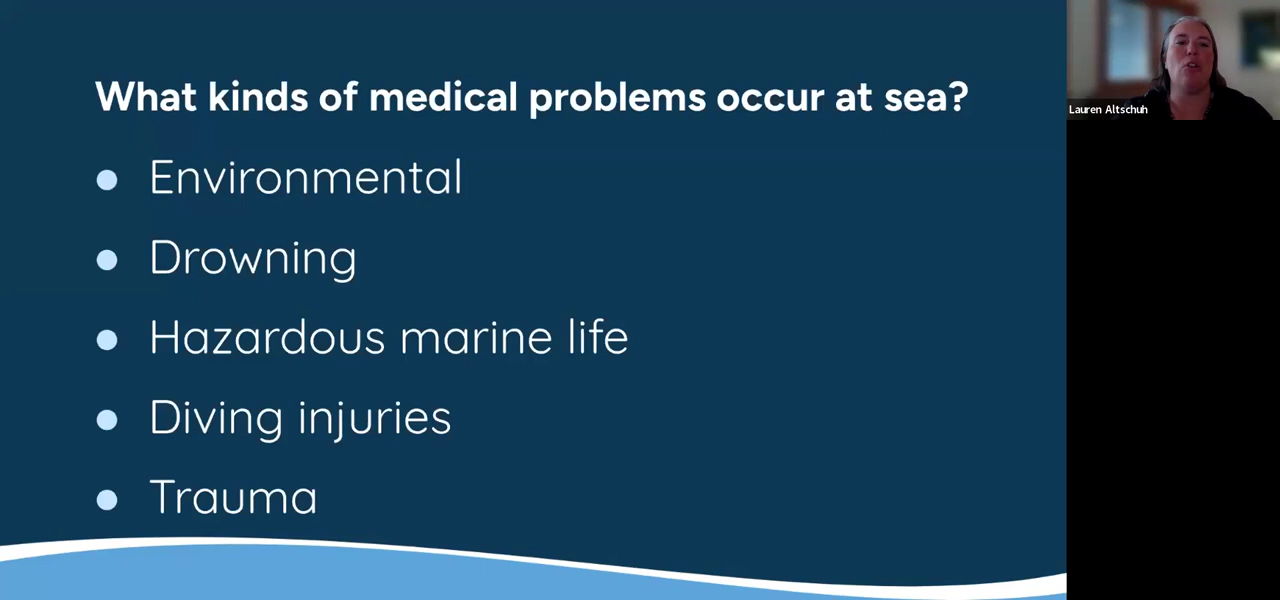 What kinds of medical problems occur at sea?
● Environmental
● Drowning
● Hazardous marine life
● Diving injuries
● Trauma
Lauren Altschuh